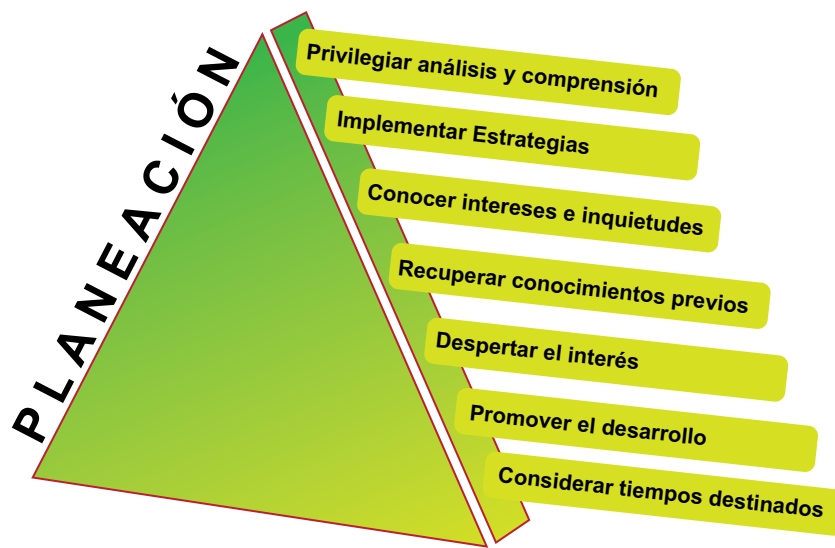 PLANEACIÓN
Privilegiar análisis y comprensión
Implementar Estrategias
Conocer intereses e inquietudes
Recuperar conocimientos previos
Despertar el interés
Promover el desarrollo
Considerar tiempos destinados